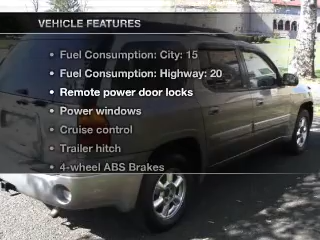 VEHICLE FEATURES
Fuel Consumption: City: 15
Fuel Consumption: Highway: 20
Remote power door locks
Power windows
Cruise control
Trailer hitch
4-wheel ABS Brakes